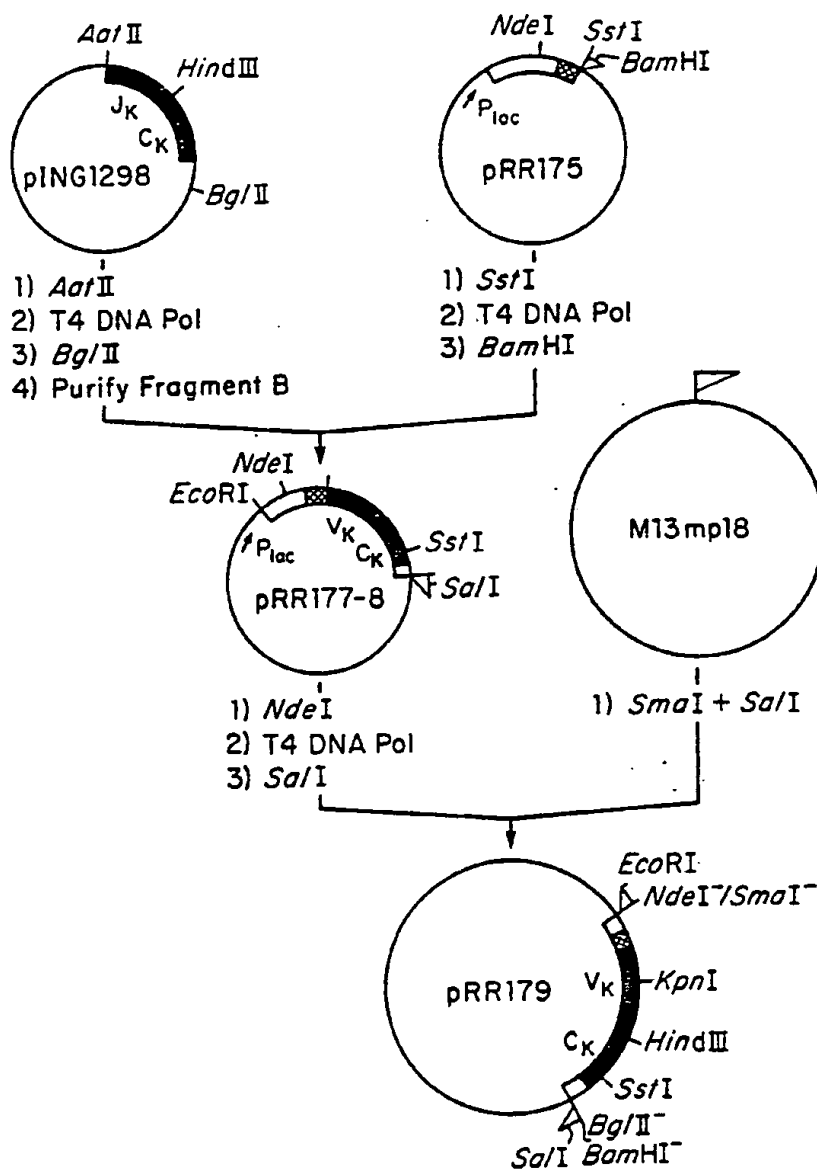 AatII
HindIII
JK
CK
pING1298
BglII
1) AatII
2) T4 DNA Pol
3) BglII
4) Purify Fragment B
NdeI
SstI
BamHI
Plac
pRR175
1) SstI
2) T4 DNA Pol
3) BamHI
NdeI
EcoRI
Plac
VK
CK
SstI
SalI
pRR177-8
1) NdeI
2) T4 DNA Pol
3) SalI
M13mp18
1) SmaI + SalI
EcoRI
NdeI⁻/SmaI⁻
pRR179
VK
KpnI
CK
HindIII
SstI
BglII⁻
SalI BamHI⁻